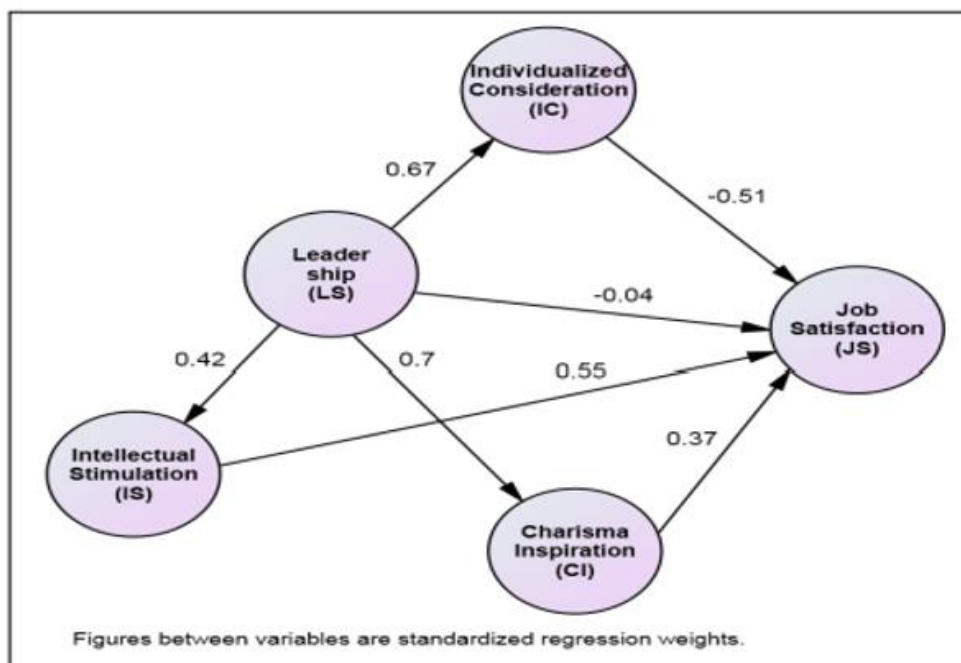 Individualized
Consideration
(IC)
0.67
-0.51
Leader
ship
(LS)
-0.04
Job
Satisfaction
(JS)
0.42
0.7
0.55
Intellectual
Stimulation
(IS)
0.37
Charisma
Inspiration
(CI)
Figures between variables are standardized regression weights.